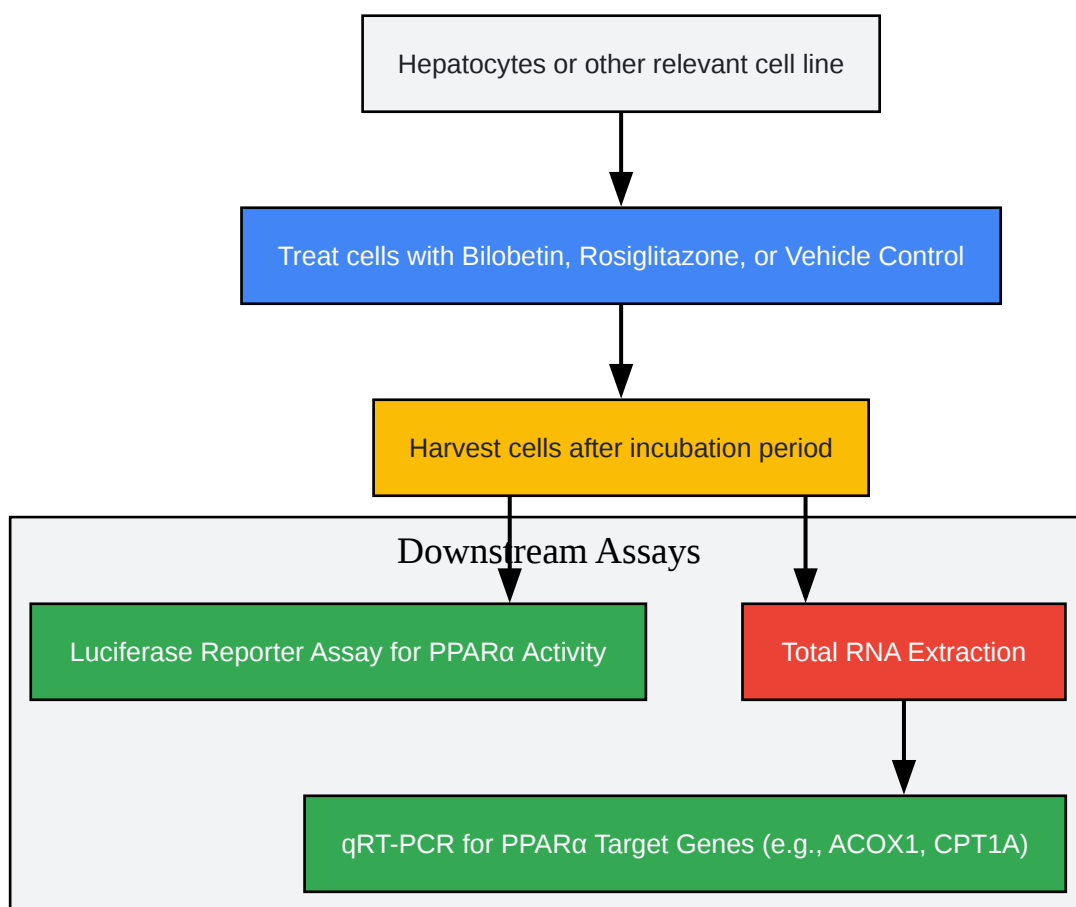 Hepatocytes or other relevant cell line
Treat cells with Bilobetin, Rosiglitazone, or Vehicle Control
Harvest cells after incubation period
Downstream Assays
Luciferase Reporter Assay for PPARα Activity
Total RNA Extraction
qRT-PCR for PPARα Target Genes (e.g., ACOX1, CPT1A)